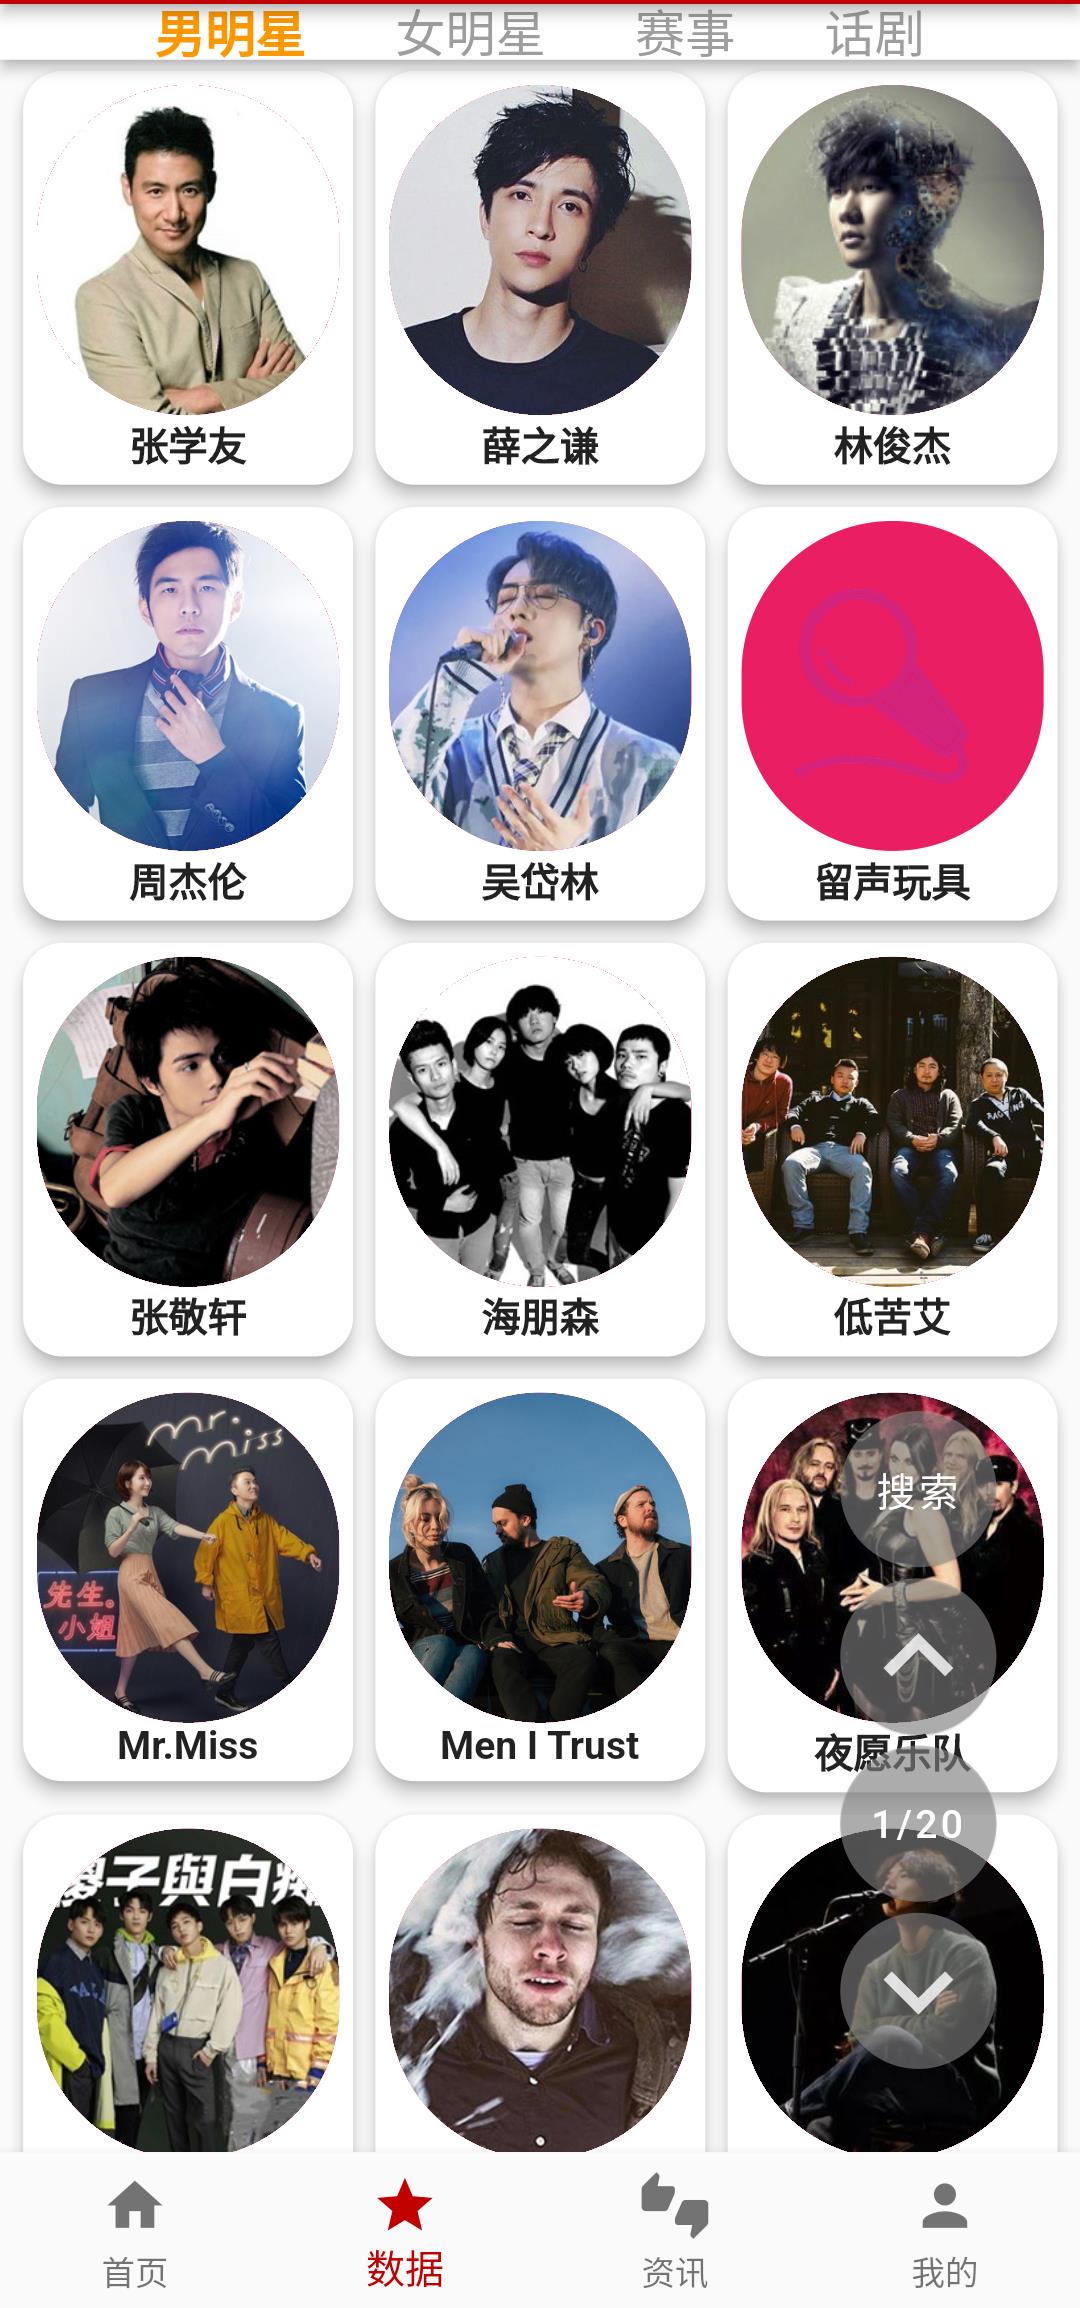 男明星 女明星 赛事 话剧
张学友 薛之谦 林俊杰
周杰伦 吴岱林 留声玩具
张敬轩 海朋森 低苦艾
mr.
miss
先生。
小姐
搜索
Mr.Miss Men I Trust 夜愿乐队
1/20
傻子與白痴
首页 数据 资讯 我的